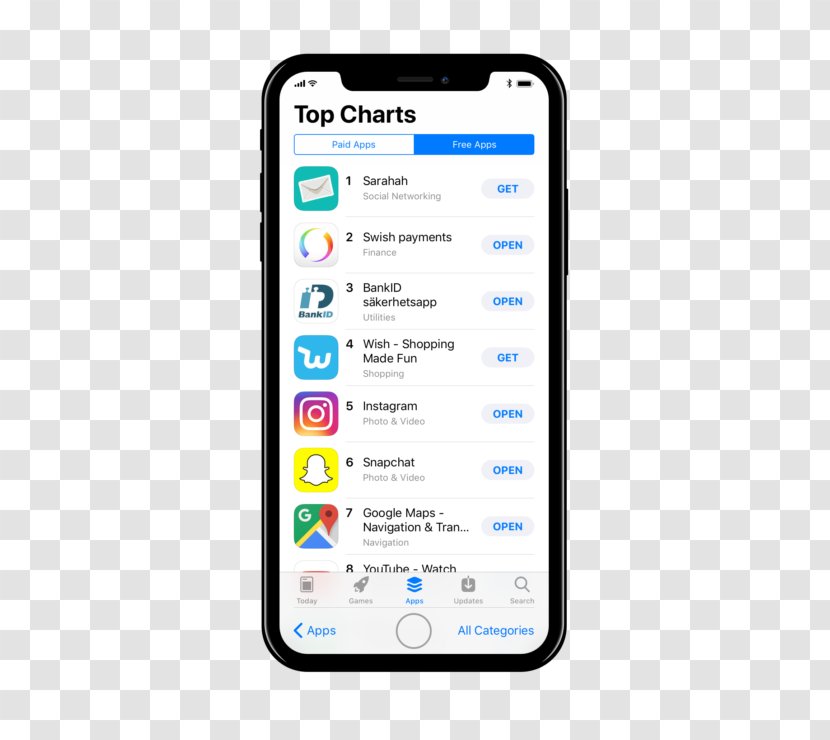 Top Charts
Paid Apps
Free Apps
1 Sarahah
Social Networking
GET
2 Swish payments
Finance
OPEN
3 BankID
säkerhetsapp
Utilities
OPEN
BankID
4 Wish - Shopping
Made Fun
Shopping
GET
5 Instagram
Photo & Video
OPEN
6 Snapchat
Photo & Video
OPEN
7 Google Maps -
Navigation & Tran...
Navigation
OPEN
G
8 YouTube - Watch
Today
Games
Apps
Updates
Search
Apps
All Categories